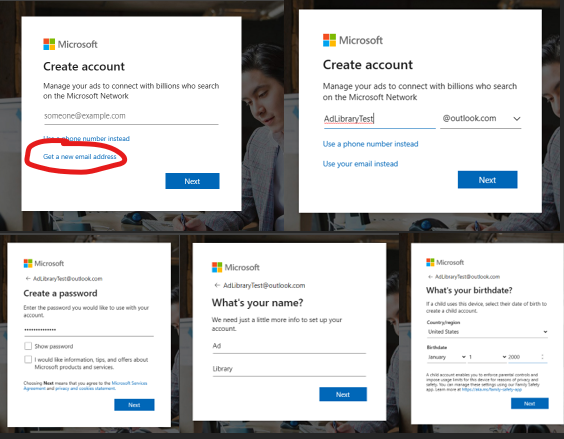 Microsoft
Create account
Manage your ads to connect with billions who search
on the Microsoft Network
someone@example.com
Use a phone number instead
Get a new email address
Next
Microsoft
Create account
Manage your ads to connect with billions who search
on the Microsoft Network
AdLibraryTest
@outlook.com
Use a phone number instead
Use your email instead
Next
Microsoft
← AdLibraryTest@outlook.com
Create a password
Enter the password you would like to use with your
account.
••••••••••••••
Show password
I would like information, tips, and offers about
Microsoft products and services.
Choosing Next means that you agree to the Microsoft Services
Agreement and privacy and cookies statement.
Next
Microsoft
← AdLibraryTest@outlook.com
What's your name?
We need just a little more info to set up your
account.
Ad
Library
Next
Microsoft
← AdLibraryTest@outlook.com
What's your birthdate?
If a child uses this device, select their date of birth to
create a child account.
Country/region
United States
Birthdate
January 1 2000
A child account enables you to enforce parental controls and
impose usage limits for this device for reasons of privacy and
safety. You can manage these settings using our Family Safety
app. Learn more at https://aka.ms/family-safety-app
Next